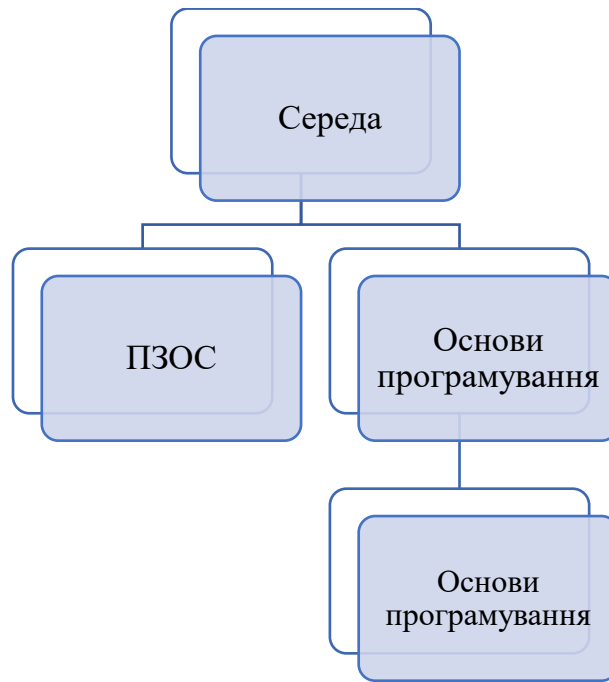 Середа
ПЗОС
Основи
програмування
Основи
програмування